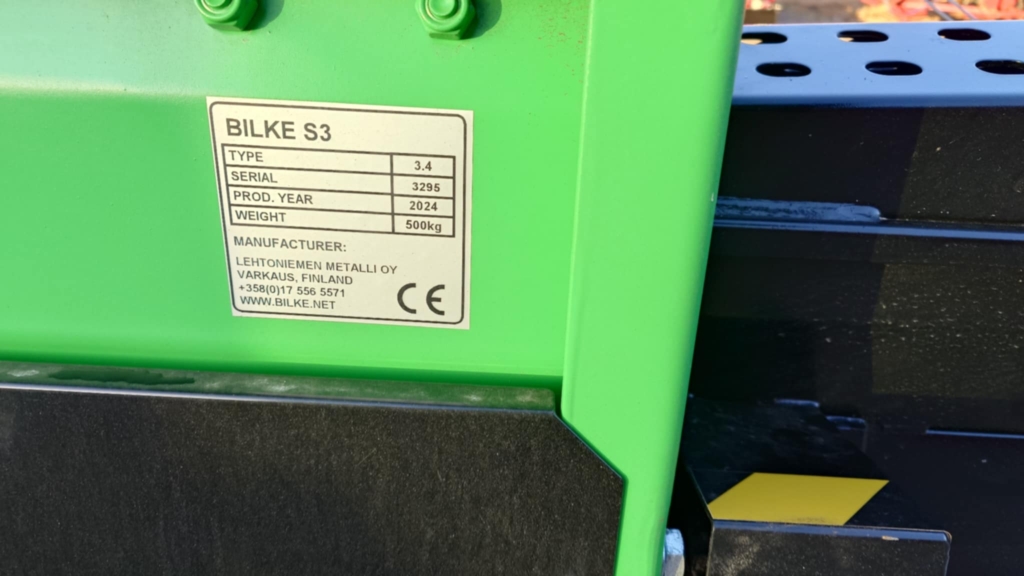 BILKE S3
TYPE 3.4
SERIAL 3295
PROD. YEAR 2024
WEIGHT 500kg
MANUFACTURER:
LEHTONIEMEN METALLI OY
VARKAUS, FINLAND
+358(0)17 556 5571
WWW.BILKE.NET
CE